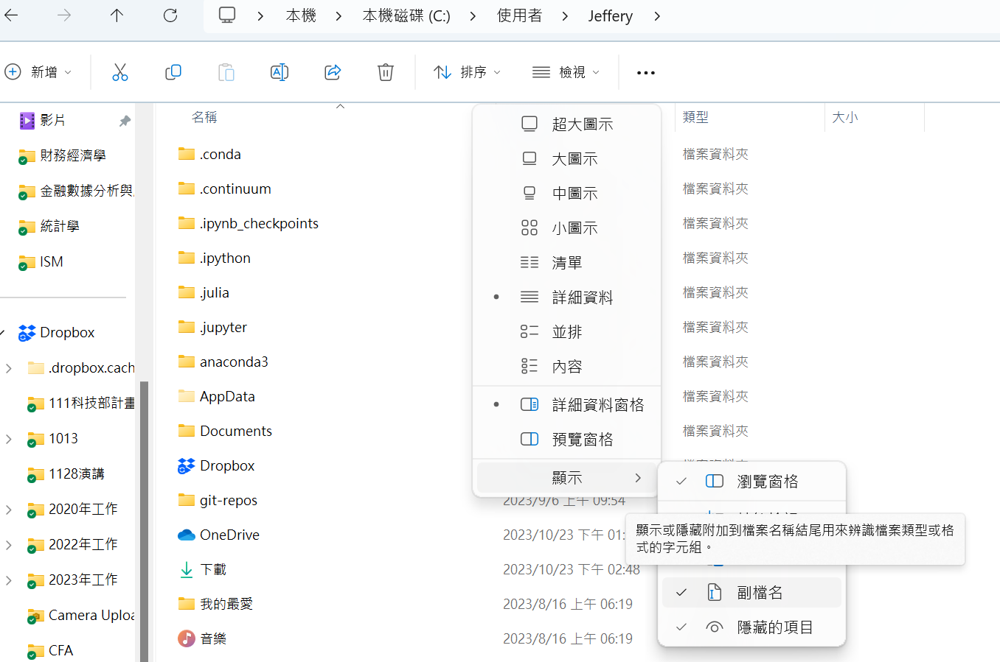 本機 本機磁碟 (C:) 使用者 Jeffery
新增 排序 檢視
影片
財務經濟學
金融數據分析與
統計學
ISM
Dropbox
.dropbox.cach
111科技部計畫
1013
1128演講
2020年工作
2022年工作
2023年工作
Camera Uploa
CFA
名稱 類型 大小
.conda 檔案資料夾
.continuum 檔案資料夾
.ipynb_checkpoints 檔案資料夾
.ipython 檔案資料夾
.julia 檔案資料夾
.jupyter 檔案資料夾
anaconda3 檔案資料夾
AppData 檔案資料夾
Documents 檔案資料夾
Dropbox
git-repos 2023/9/6 上午 09:54
OneDrive 2023/10/23 下午 01:
下載 2023/10/23 下午 02:48
我的最愛 2023/8/16 上午 06:19
音樂 2023/8/16 上午 06:19
超大圖示
大圖示
中圖示
小圖示
清單
詳細資料
並排
內容
詳細資料窗格
預覽窗格
顯示
瀏覽窗格
顯示或隱藏附加到檔案名稱結尾用來辨識檔案類型或格
式的字元組。
副檔名
隱藏的項目